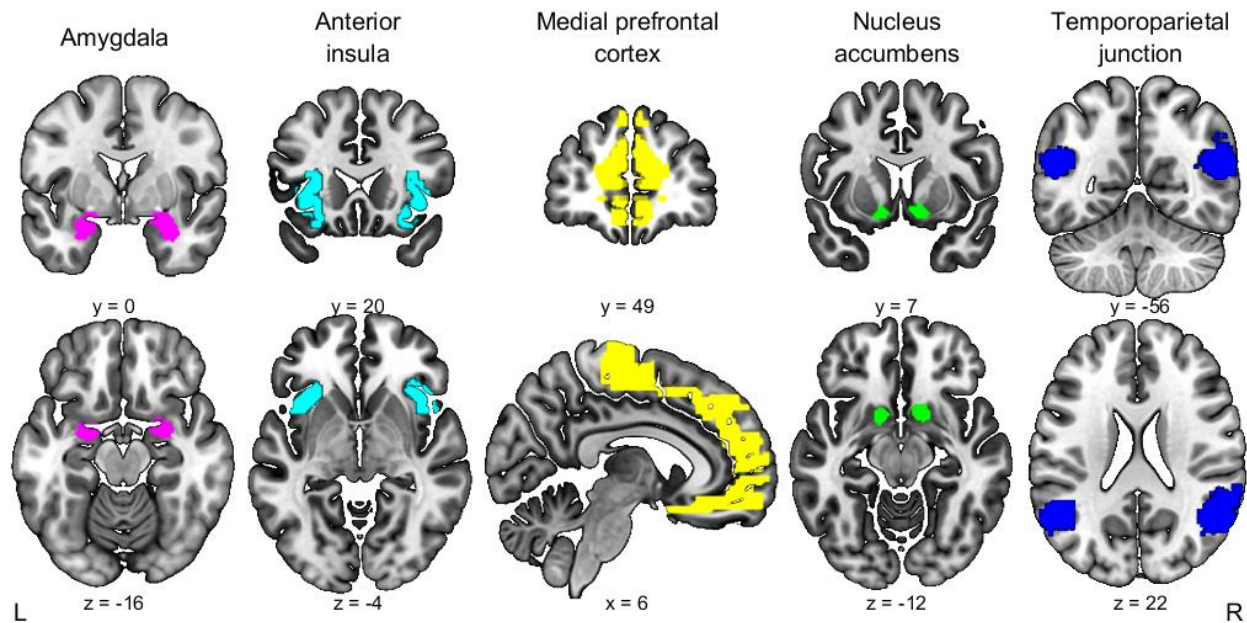 Amygdala
Anterior
insula
Medial prefrontal
cortex
Nucleus
accumbens
Temporoparietal
junction
y = 0
y = 20
y = 49
y = 7
y = -56
z = -16
z = -4
x = 6
z = -12
z = 22
L
R